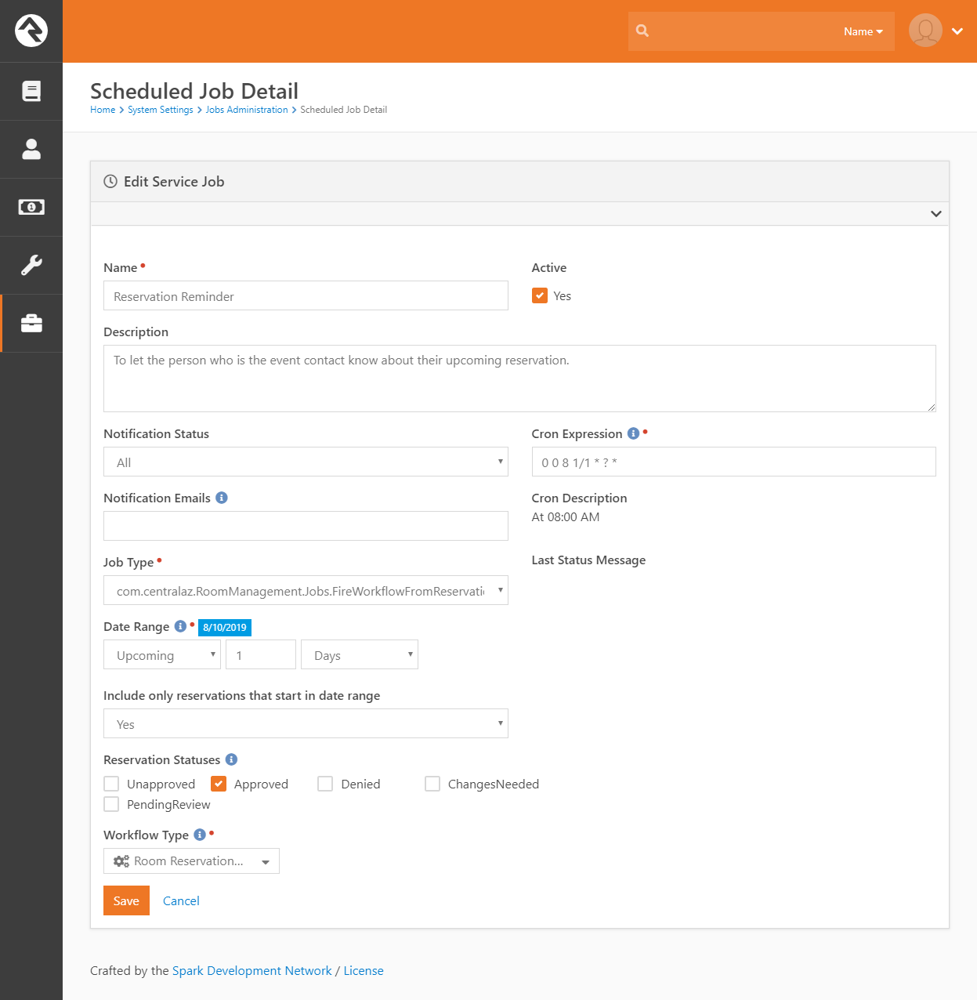 Name
Scheduled Job Detail
Home > System Settings > Jobs Administration > Scheduled Job Detail
Edit Service Job
Name
Active
Reservation Reminder
Yes
Description
To let the person who is the event contact know about their upcoming reservation.
Notification Status
Cron Expression
All
0 0 8 1/1 * ? *
Notification Emails
Cron Description
At 08:00 AM
Job Type
Last Status Message
com.centralaz.RoomManagement.Jobs.FireWorkflowFromReservati
Date Range 8/10/2019
Upcoming 1 Days
Include only reservations that start in date range
Yes
Reservation Statuses
Unapproved Approved Denied ChangesNeeded
PendingReview
Workflow Type
Room Reservation...
Save Cancel
Crafted by the Spark Development Network / License